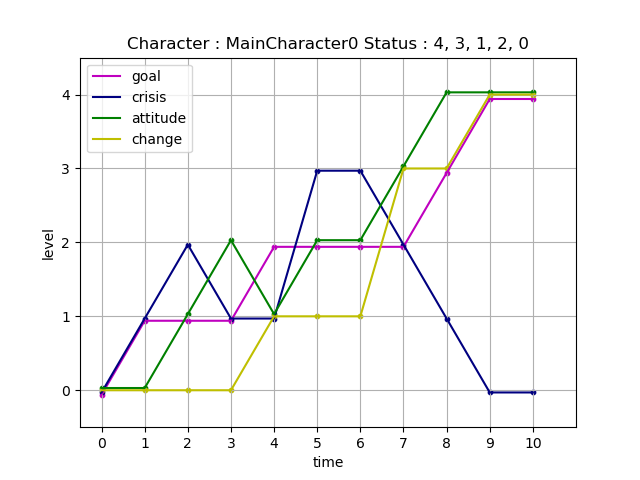 Character : MainCharacter0 Status : 4, 3, 1, 2, 0
goal
crisis
attitude
change
level
4
3
2
1
0
0 1 2 3 4 5 6 7 8 9 10
time